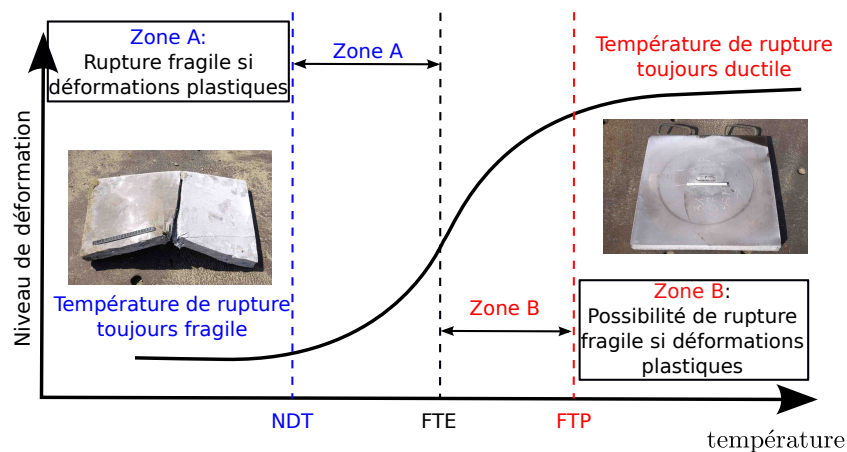 Zone A:
Rupture fragile si
déformations plastiques
Zone A
Température de rupture
toujours ductile
Niveau de déformation
Température de rupture
toujours fragile
Zone B
Zone B:
Possibilité de rupture
fragile si déformations
plastiques
NDT
FTE
FTP
température